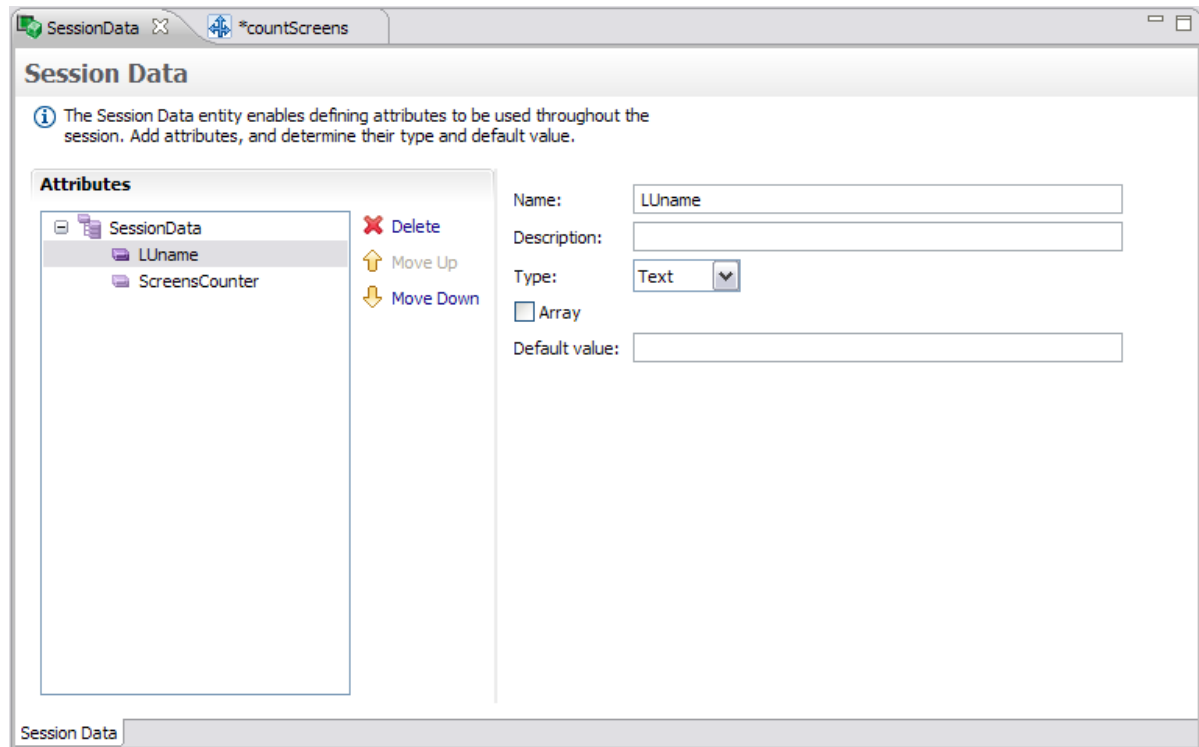 SessionData
*countScreens
Session Data
The Session Data entity enables defining attributes to be used throughout the
session. Add attributes, and determine their type and default value.
Attributes
SessionData
LUname
ScreensCounter
Delete
Move Up
Move Down
Name: LUname
Description:
Type: Text
Array
Default value:
Session Data